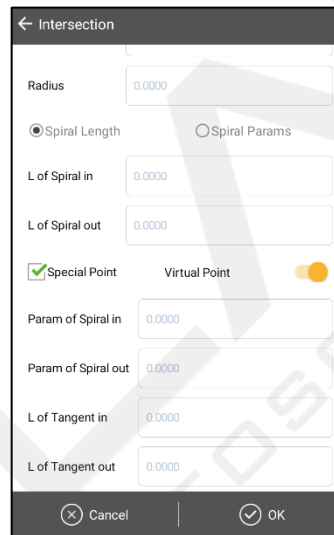 Intersection
Radius 0.0000
Spiral Length Spiral Params
L of Spiral in 0.0000
L of Spiral out 0.0000
Special Point Virtual Point
Param of Spiral in 0.0000
Param of Spiral out 0.0000
L of Tangent in 0.0000
L of Tangent out 0.0000
Cancel OK